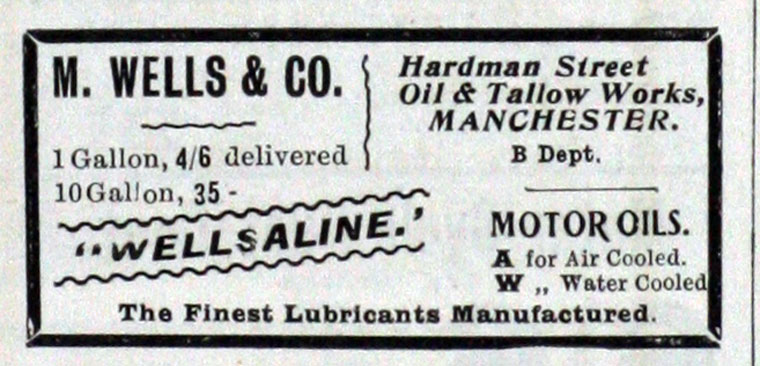 M. WELLS & CO.
1 Gallon, 4/6 delivered
10 Gallon, 35 -
"WELLSALINE.'
Hardman Street
Oil & Tallow Works,
MANCHESTER.
B Dept.
MOTOR OILS.
A for Air Cooled.
W „ Water Cooled
The Finest Lubricants Manufactured.